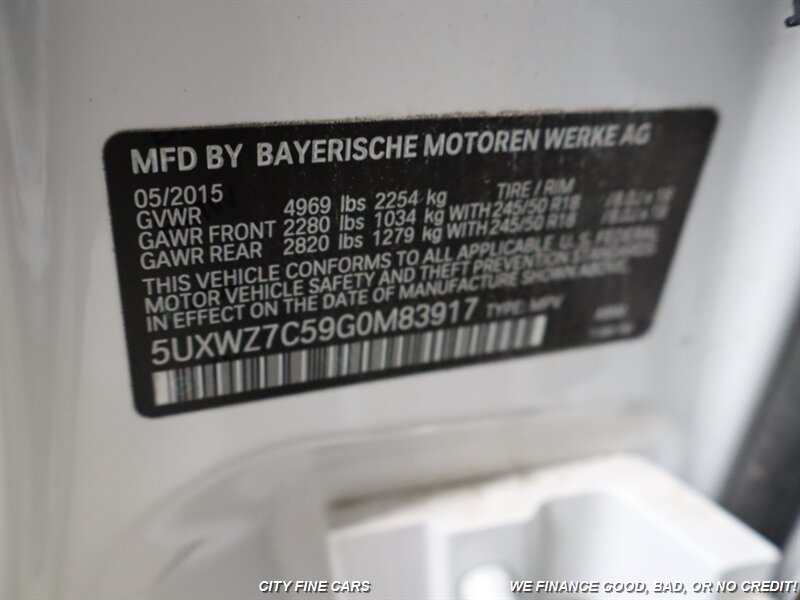 MFD BY BAYERISCHE MOTOREN WERKE AG
05/2015 TIRE / RIM
GVWR 4969 lbs 2254 kg
GAWR FRONT 2280 lbs 1034 kg WITH 245/50 R18
GAWR REAR 2820 lbs 1279 kg WITH 245/50 R18
THIS VEHICLE CONFORMS TO ALL APPLICABLE U.S. FEDERAL
MOTOR VEHICLE SAFETY AND THEFT PREVENTION STANDARDS
IN EFFECT ON THE DATE OF MANUFACTURE SHOWN ABOVE.
5UXWZ7C59G0M83917 TYPE: MPV
CITY FINE CARS
WE FINANCE GOOD, BAD, OR NO CREDIT!